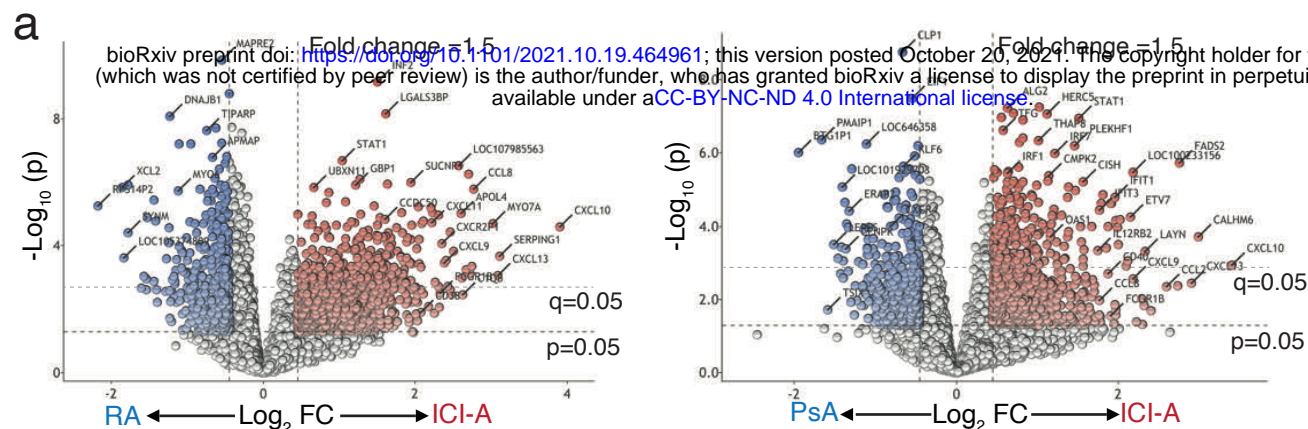 a
bioRxiv preprint doi: https://doi.org/10.1101/2021.10.19.464961; this version posted October 20, 2021. The copyright holder for
(which was not certified by peer review) is the author/funder, who has granted bioRxiv a license to display the preprint in perpetui
available under aCC-BY-NC-ND 4.0 International license.
Fold change =1.5
MAPRE2
INF2
DNAJB1
LGALS3BP
TIPARP
APMAP
STAT1
LOC107985563
XCL2
SUCNR1
UBXN11
GBP1
CCL8
RPS14P2
APOL4
CCDC50
CXCL11
MYO7A
CXCL10
CXCL9
SERPING1
CXCL13
CD38
8
4
0
-Log10 (p)
q=0.05
p=0.05
-2
0
2
4
RA
Log2 FC
ICI-A
Fold change =1.5
CLP1
ALG2
HERC5
STAT1
PMAIP1
LOC646358
THAP8
PLEKHF1
BTG1P1
IRF7
FADS2
KLF6
LOC100233156
IRF1
CMPK2
CISH
IFIT1
IFIT3
ETV7
OAS1
CALHM6
IL12RB2
LAYN
CXCL10
CD40
CXCL9
CCL2
CCL8
FCGR1B
6.0
4.0
2.0
0.0
-Log10 (p)
q=0.05
p=0.05
-2
0
2
PsA
Log2 FC
ICI-A